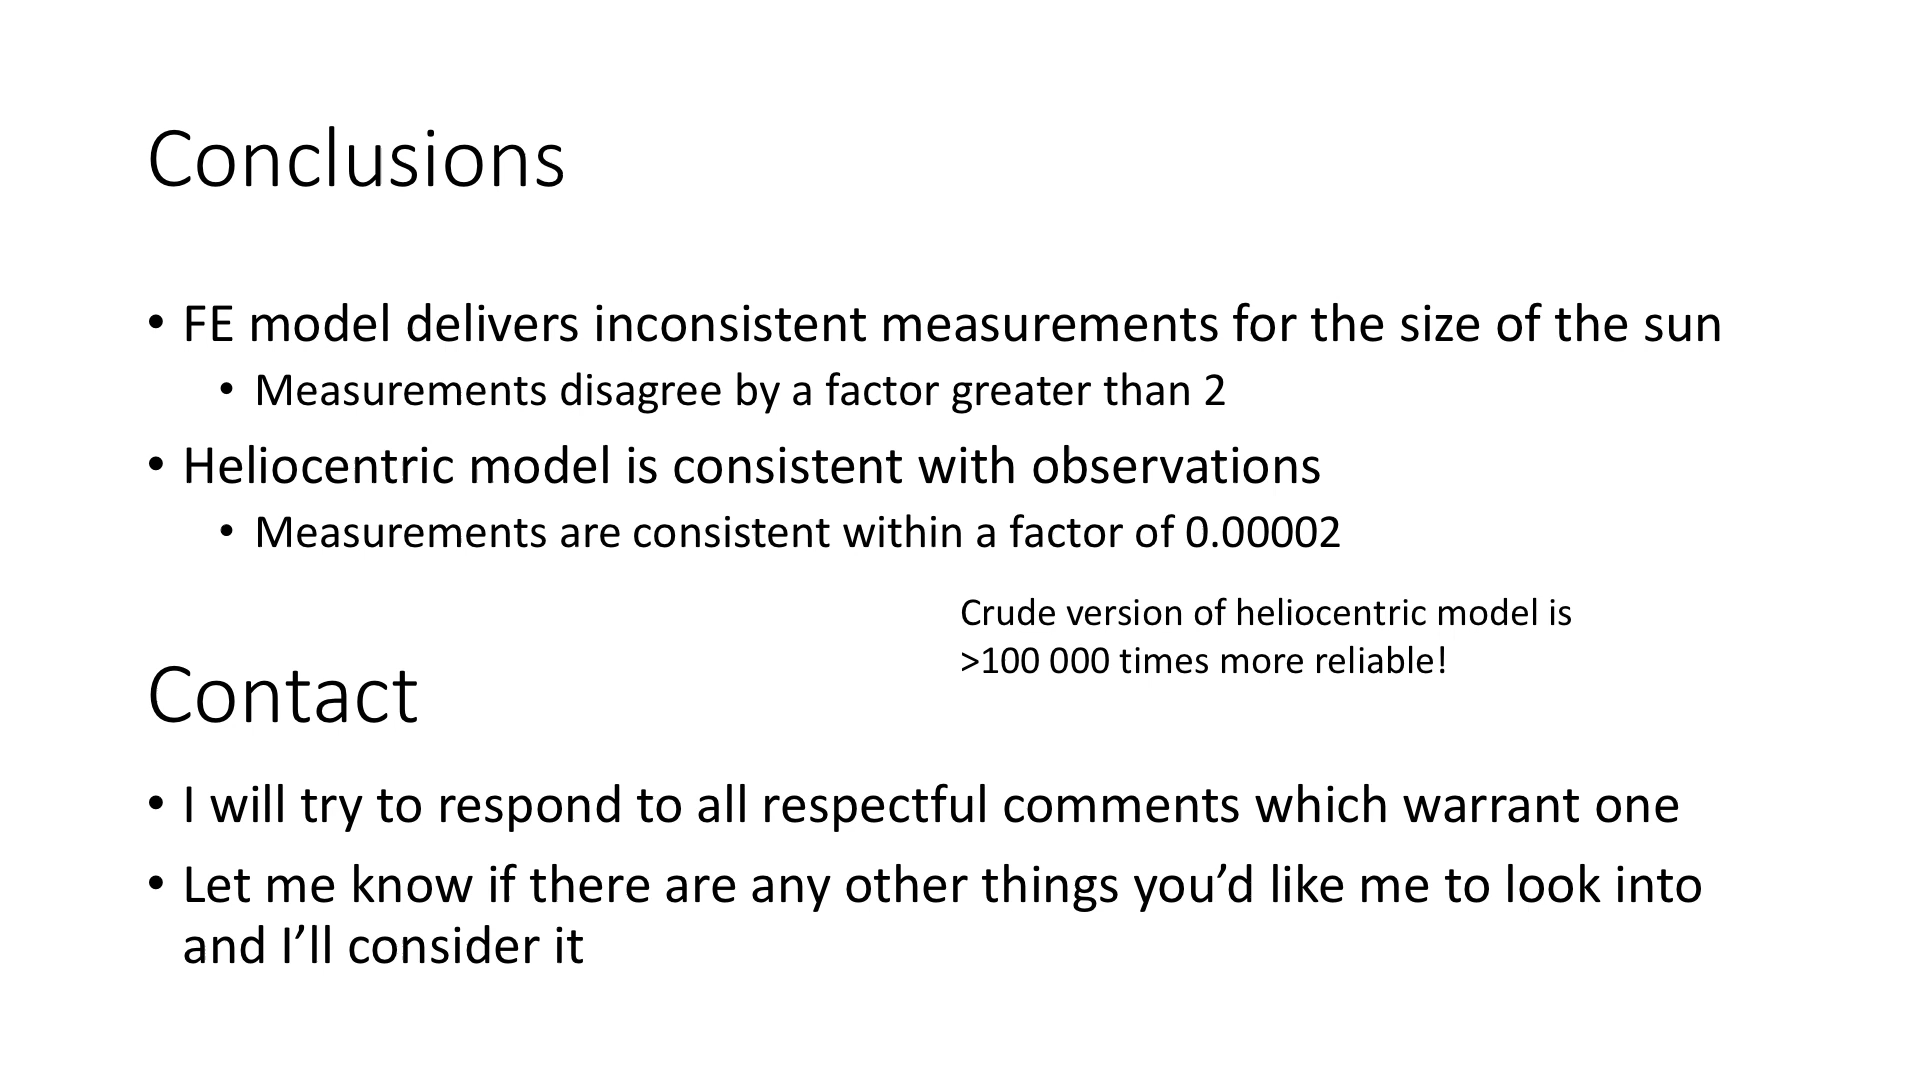 Conclusions
• FE model delivers inconsistent measurements for the size of the sun
• Measurements disagree by a factor greater than 2
• Heliocentric model is consistent with observations
• Measurements are consistent within a factor of 0.00002
Crude version of heliocentric model is
>100 000 times more reliable!
Contact
• I will try to respond to all respectful comments which warrant one
• Let me know if there are any other things you’d like me to look into
and I’ll consider it